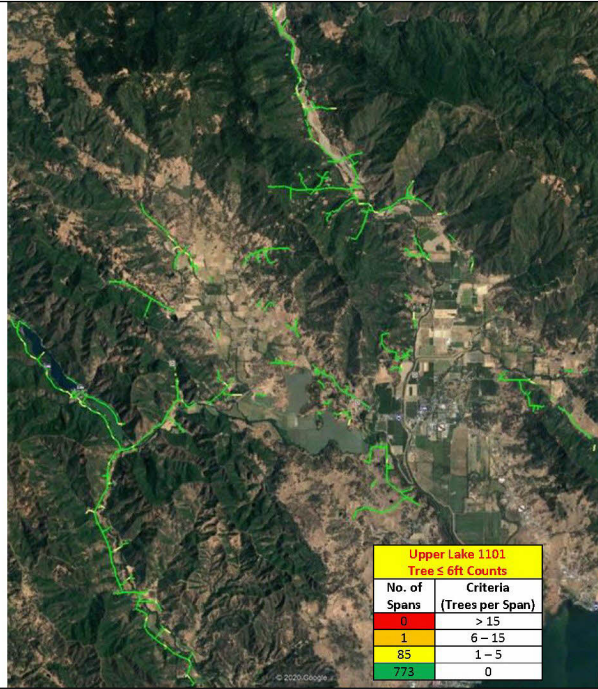 Upper Lake 1101
Tree ≤ 6ft Counts
No. of Spans Criteria (Trees per Span)
0 > 15
1 6 – 15
85 1 – 5
773 0
© 2020 Google